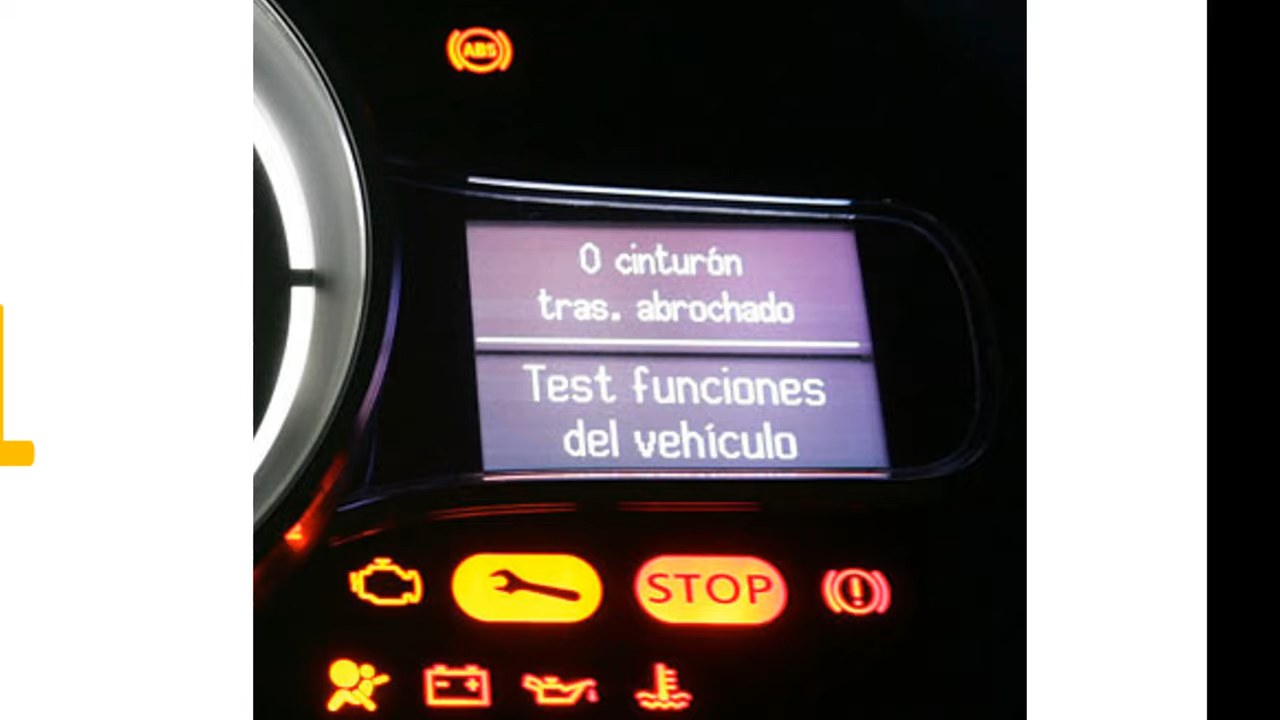 ABS
0 cinturón
tras. abrochado
Test funciones
del vehículo
STOP